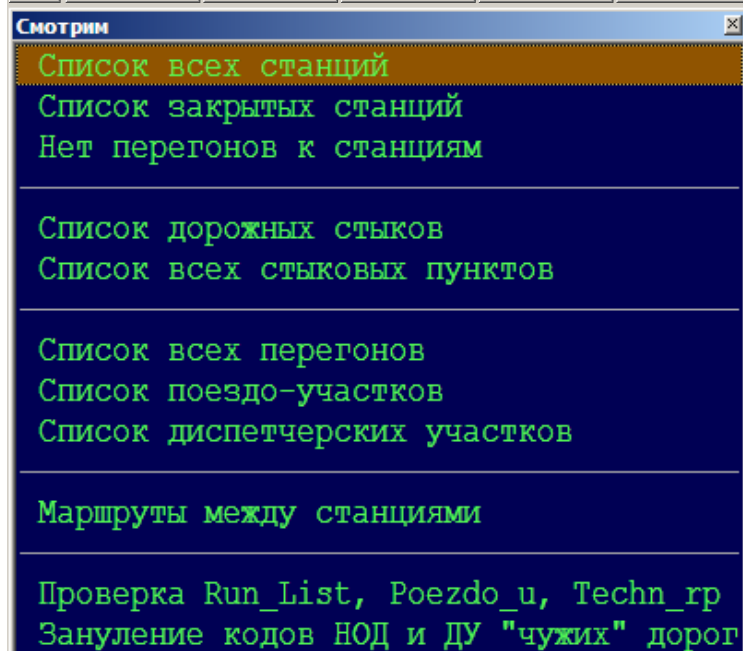 Смотрим
Список всех станций
Список закрытых станций
Нет перегонов к станциям
Список дорожных стыков
Список всех стыковых пунктов
Список всех перегонов
Список поездо-участков
Список диспетчерских участков
Маршруты между станциями
Проверка Run_List, Poezdo_u, Techn_rp
Зануление кодов НОД и ДУ "чужих" дорог